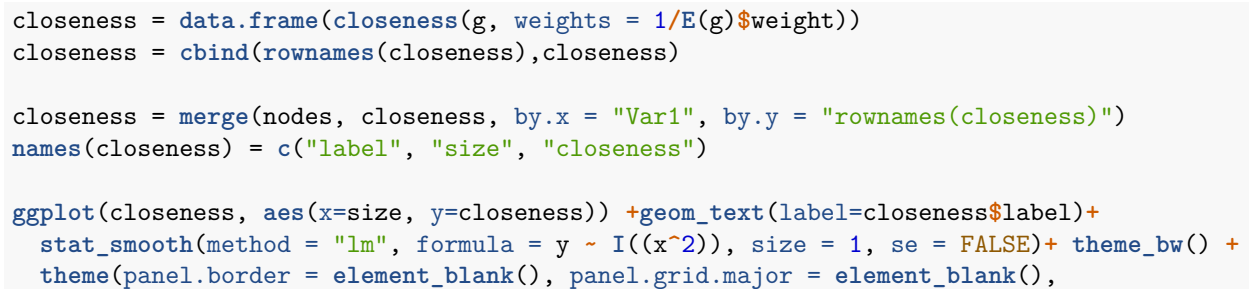 closeness = data.frame(closeness(g, weights = 1/E(g)$weight))
closeness = cbind(rownames(closeness),closeness)
closeness = merge(nodes, closeness, by.x = "Var1", by.y = "rownames(closeness)")
names(closeness) = c("label", "size", "closeness")
ggplot(closeness, aes(x=size, y=closeness)) +geom_text(label=closeness$label)+
  stat_smooth(method = "lm", formula = y ~ I((x^2)), size = 1, se = FALSE)+ theme_bw() +
  theme(panel.border = element_blank(), panel.grid.major = element_blank(),